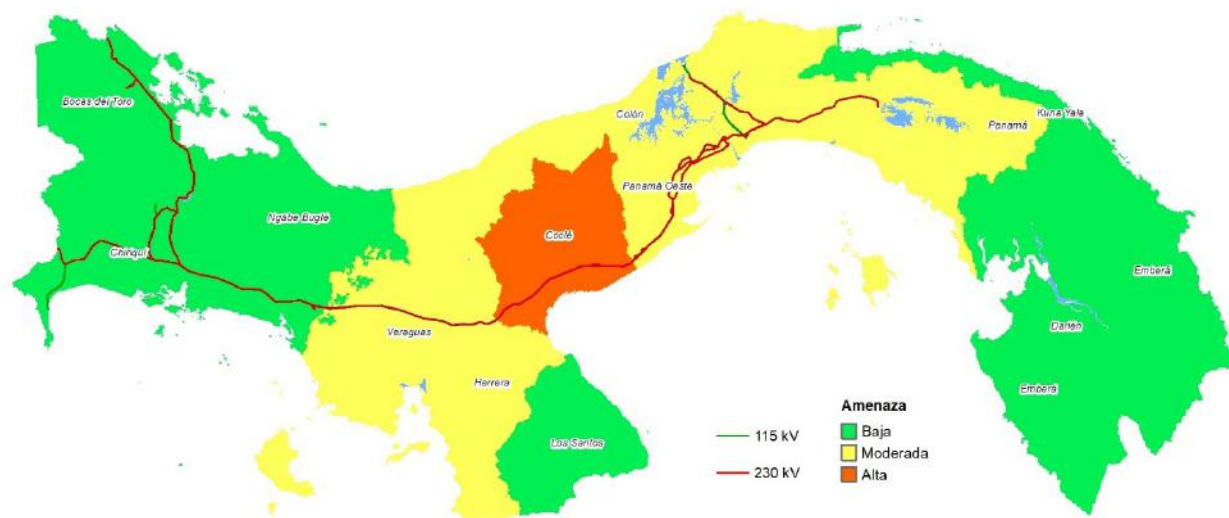 Bocas del Toro
Colón
Kuna Yala
Panamá
Panamá Oeste
Ngäbe Buglé
Coclé
Chiriquí
Emberá
Darién
Veraguas
Herrera
Emberá
Los Santos
115 kV
230 kV
Amenaza
Baja
Moderada
Alta